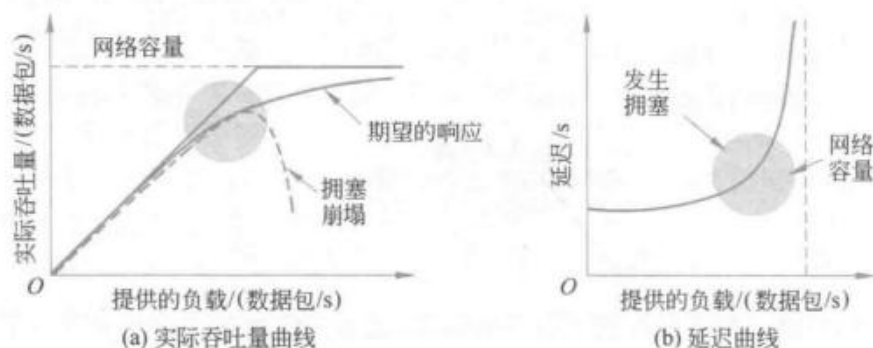 实际吞吐量/(数据包/s)
网络容量
期望的响应
拥塞
崩塌
O
提供的负载/(数据包/s)
(a) 实际吞吐量曲线
延迟/s
发生
拥塞
网络
容量
O
提供的负载/(数据包/s)
(b) 延迟曲线